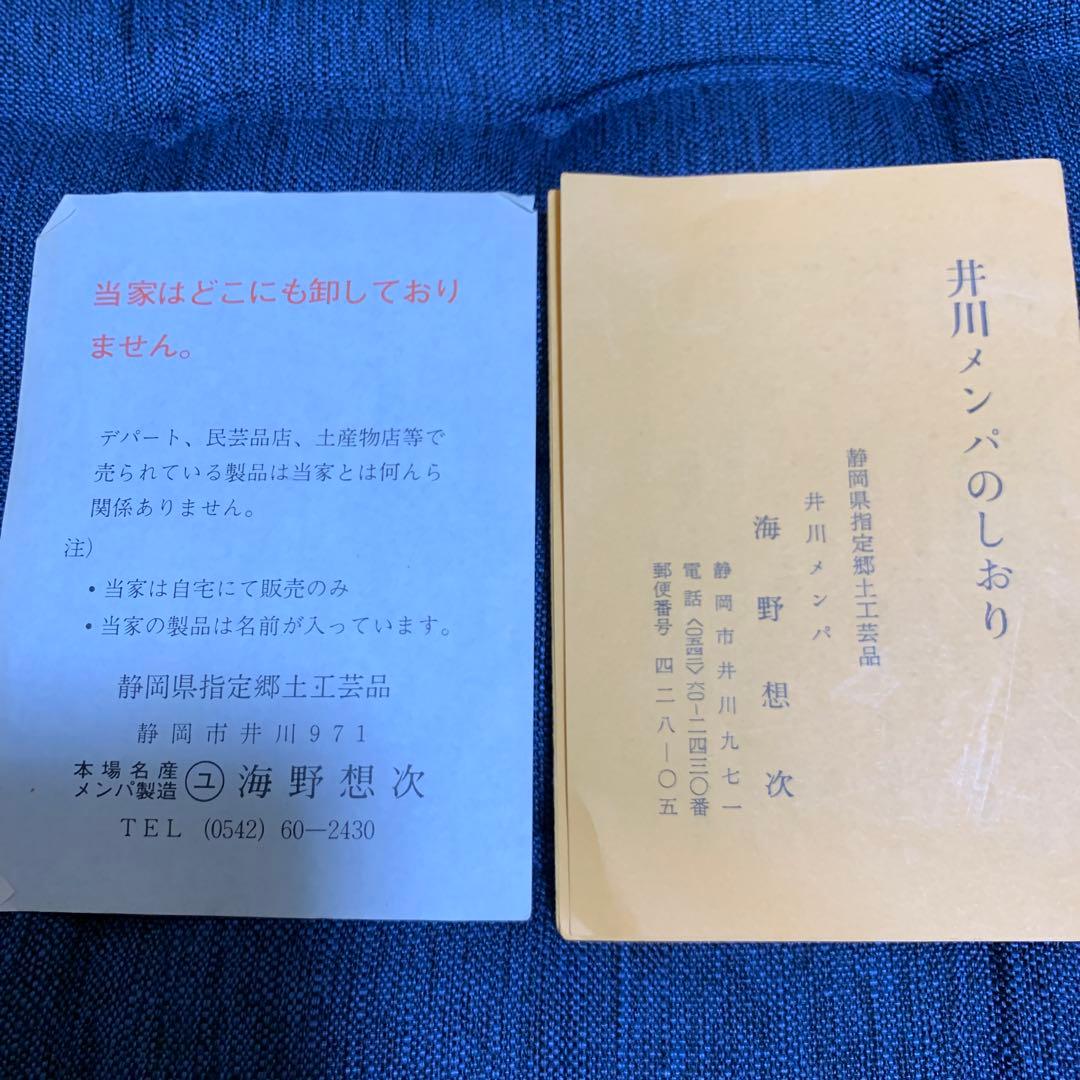 当家はどこにも卸しており
ません。
デパート、民芸品店、土産物店等で
売られている製品は当家とは何んら
関係ありません。
注)
・当家は自宅にて販売のみ
・当家の製品は名前が入っています。
静岡県指定郷土工芸品
静岡市井川971
本場名産
メンパ製造 ユ 海野想次
TEL (0542) 60—2430
井川メンパのしおり
静岡県指定郷土工芸品
井川メンパ
海野想次
静岡市井川九七一
電話〈〇五四二〉六〇-二四三〇番
郵便番号 四二八—〇五